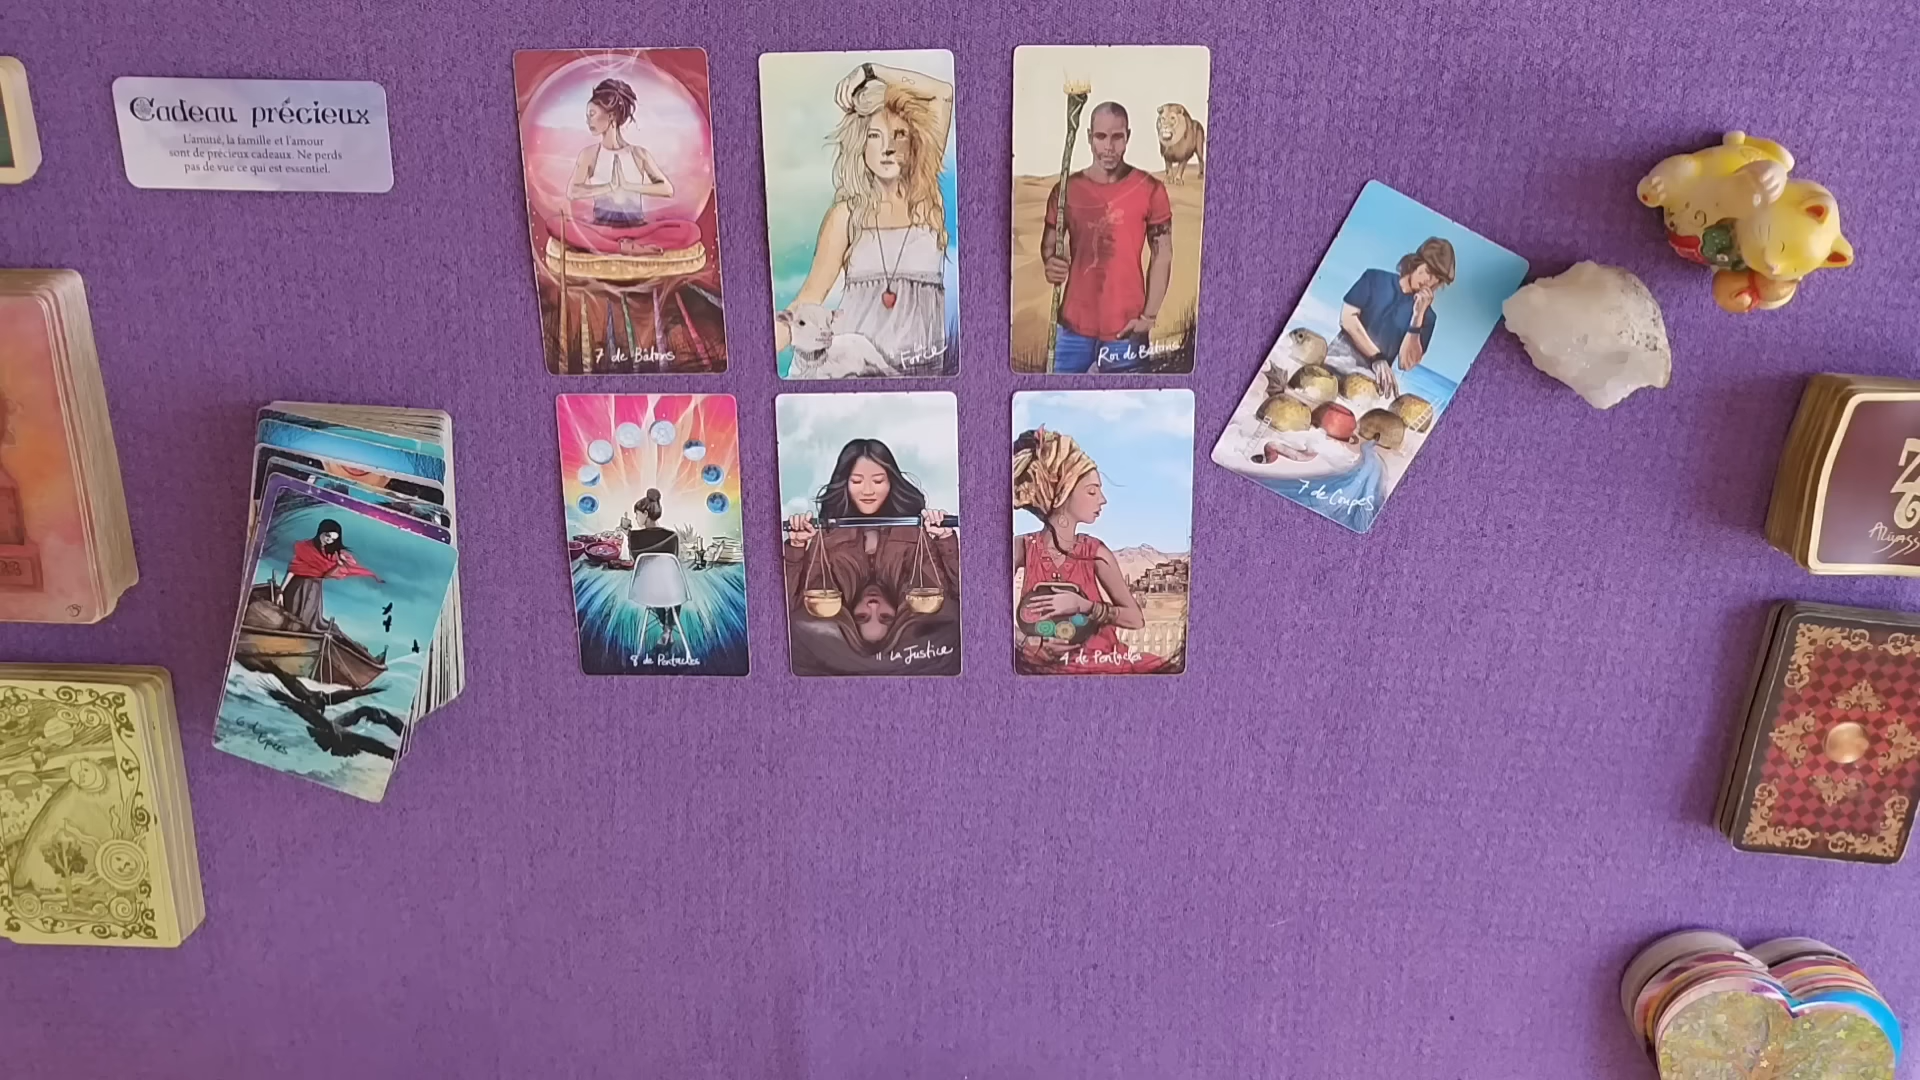 Cadeau précieux
L'amitié, la famille et l'amour
sont de précieux cadeaux. Ne perds
pas de vue ce qui est essentiel.
7 de Bâtons
La
Force
Roi de Bâtons
7 de Coupes
8 de Pentacles
11 La Justice
4 de Pentacles
6 d'Epées